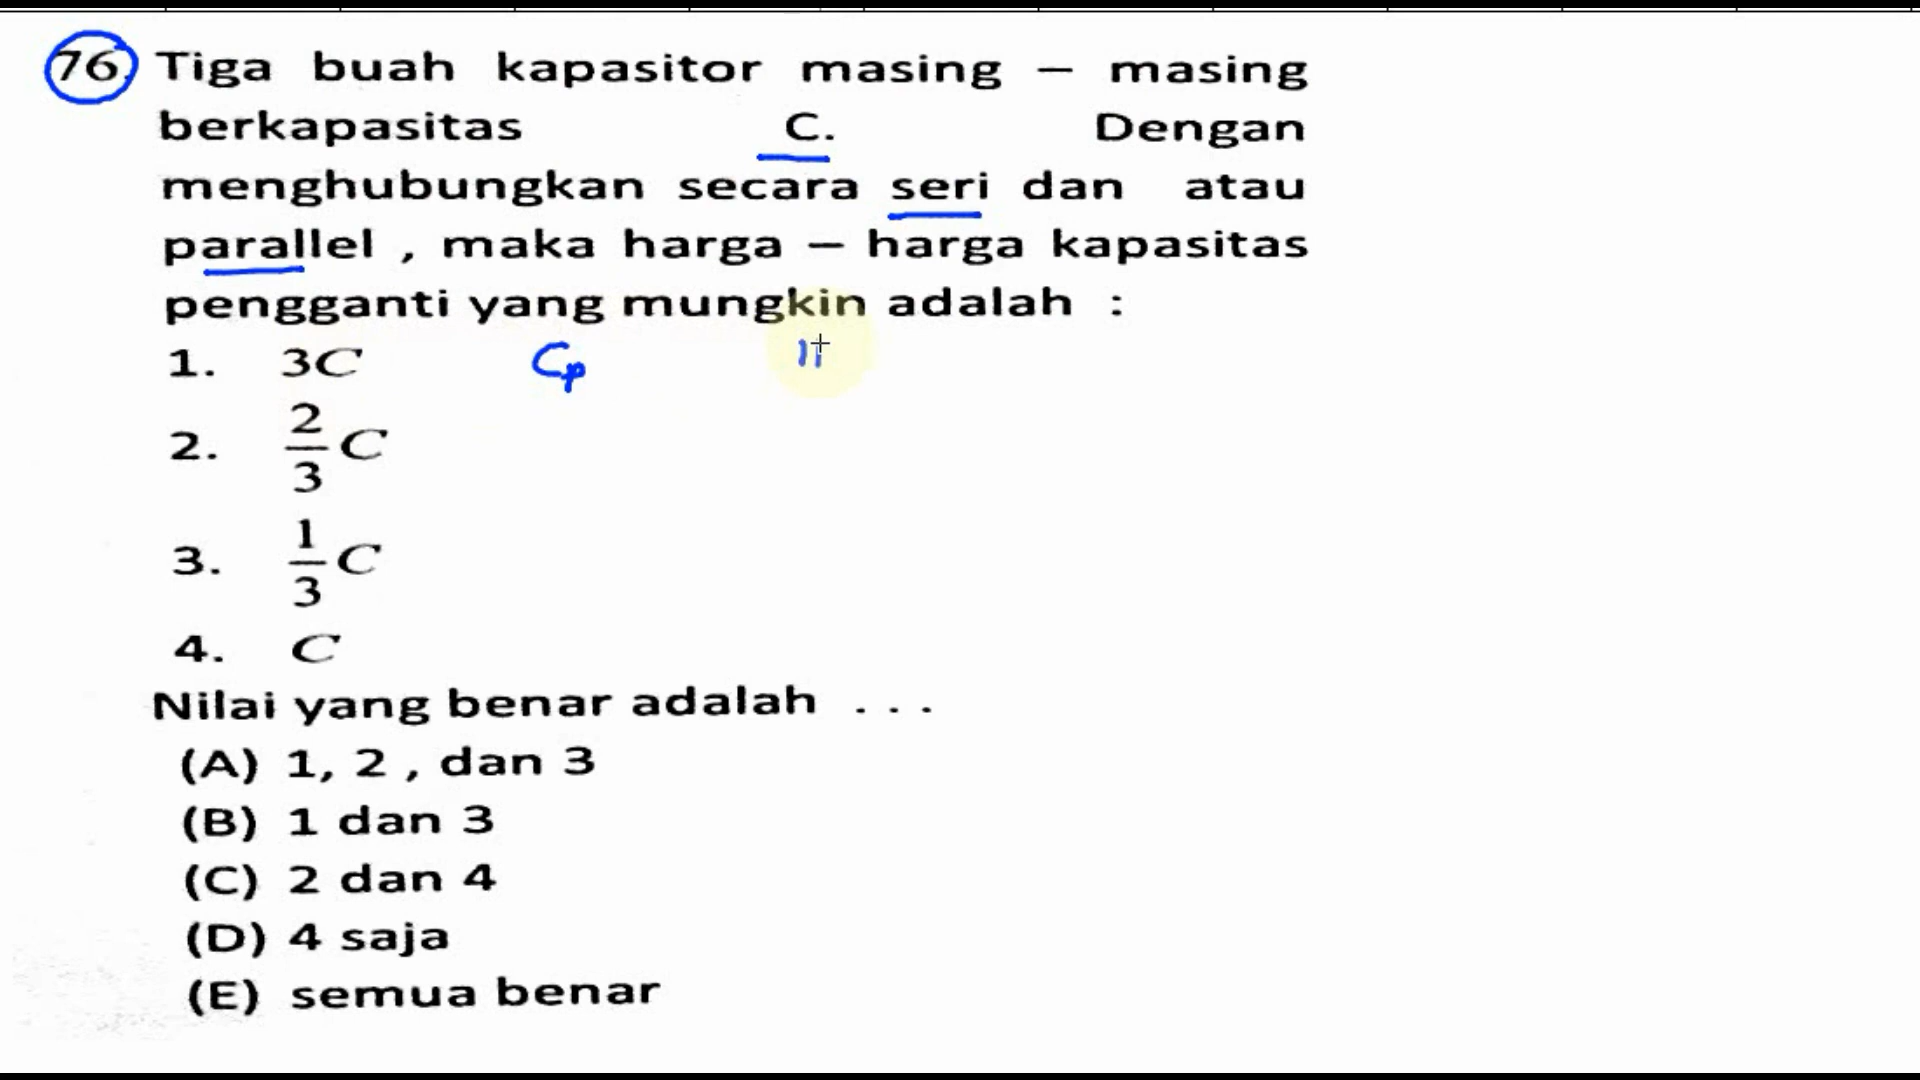 76. Tiga buah kapasitor masing – masing
berkapasitas C. Dengan
menghubungkan secara seri dan atau
parallel , maka harga – harga kapasitas
pengganti yang mungkin adalah :
1. 3C Cp
2. 2/3 C
3. 1/3 C
4. C
Nilai yang benar adalah ...
(A) 1, 2 , dan 3
(B) 1 dan 3
(C) 2 dan 4
(D) 4 saja
(E) semua benar